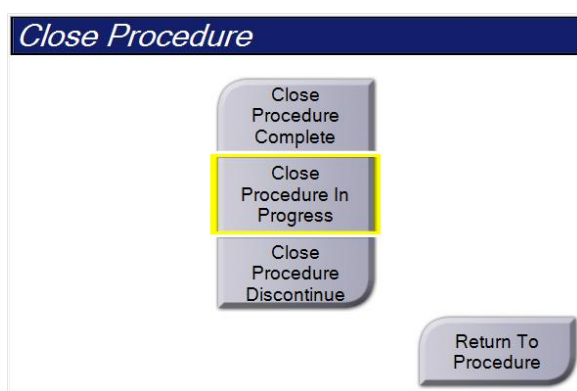 Close Procedure
Close
Procedure
Complete
Close
Procedure In
Progress
Close
Procedure
Discontinue
Return To
Procedure